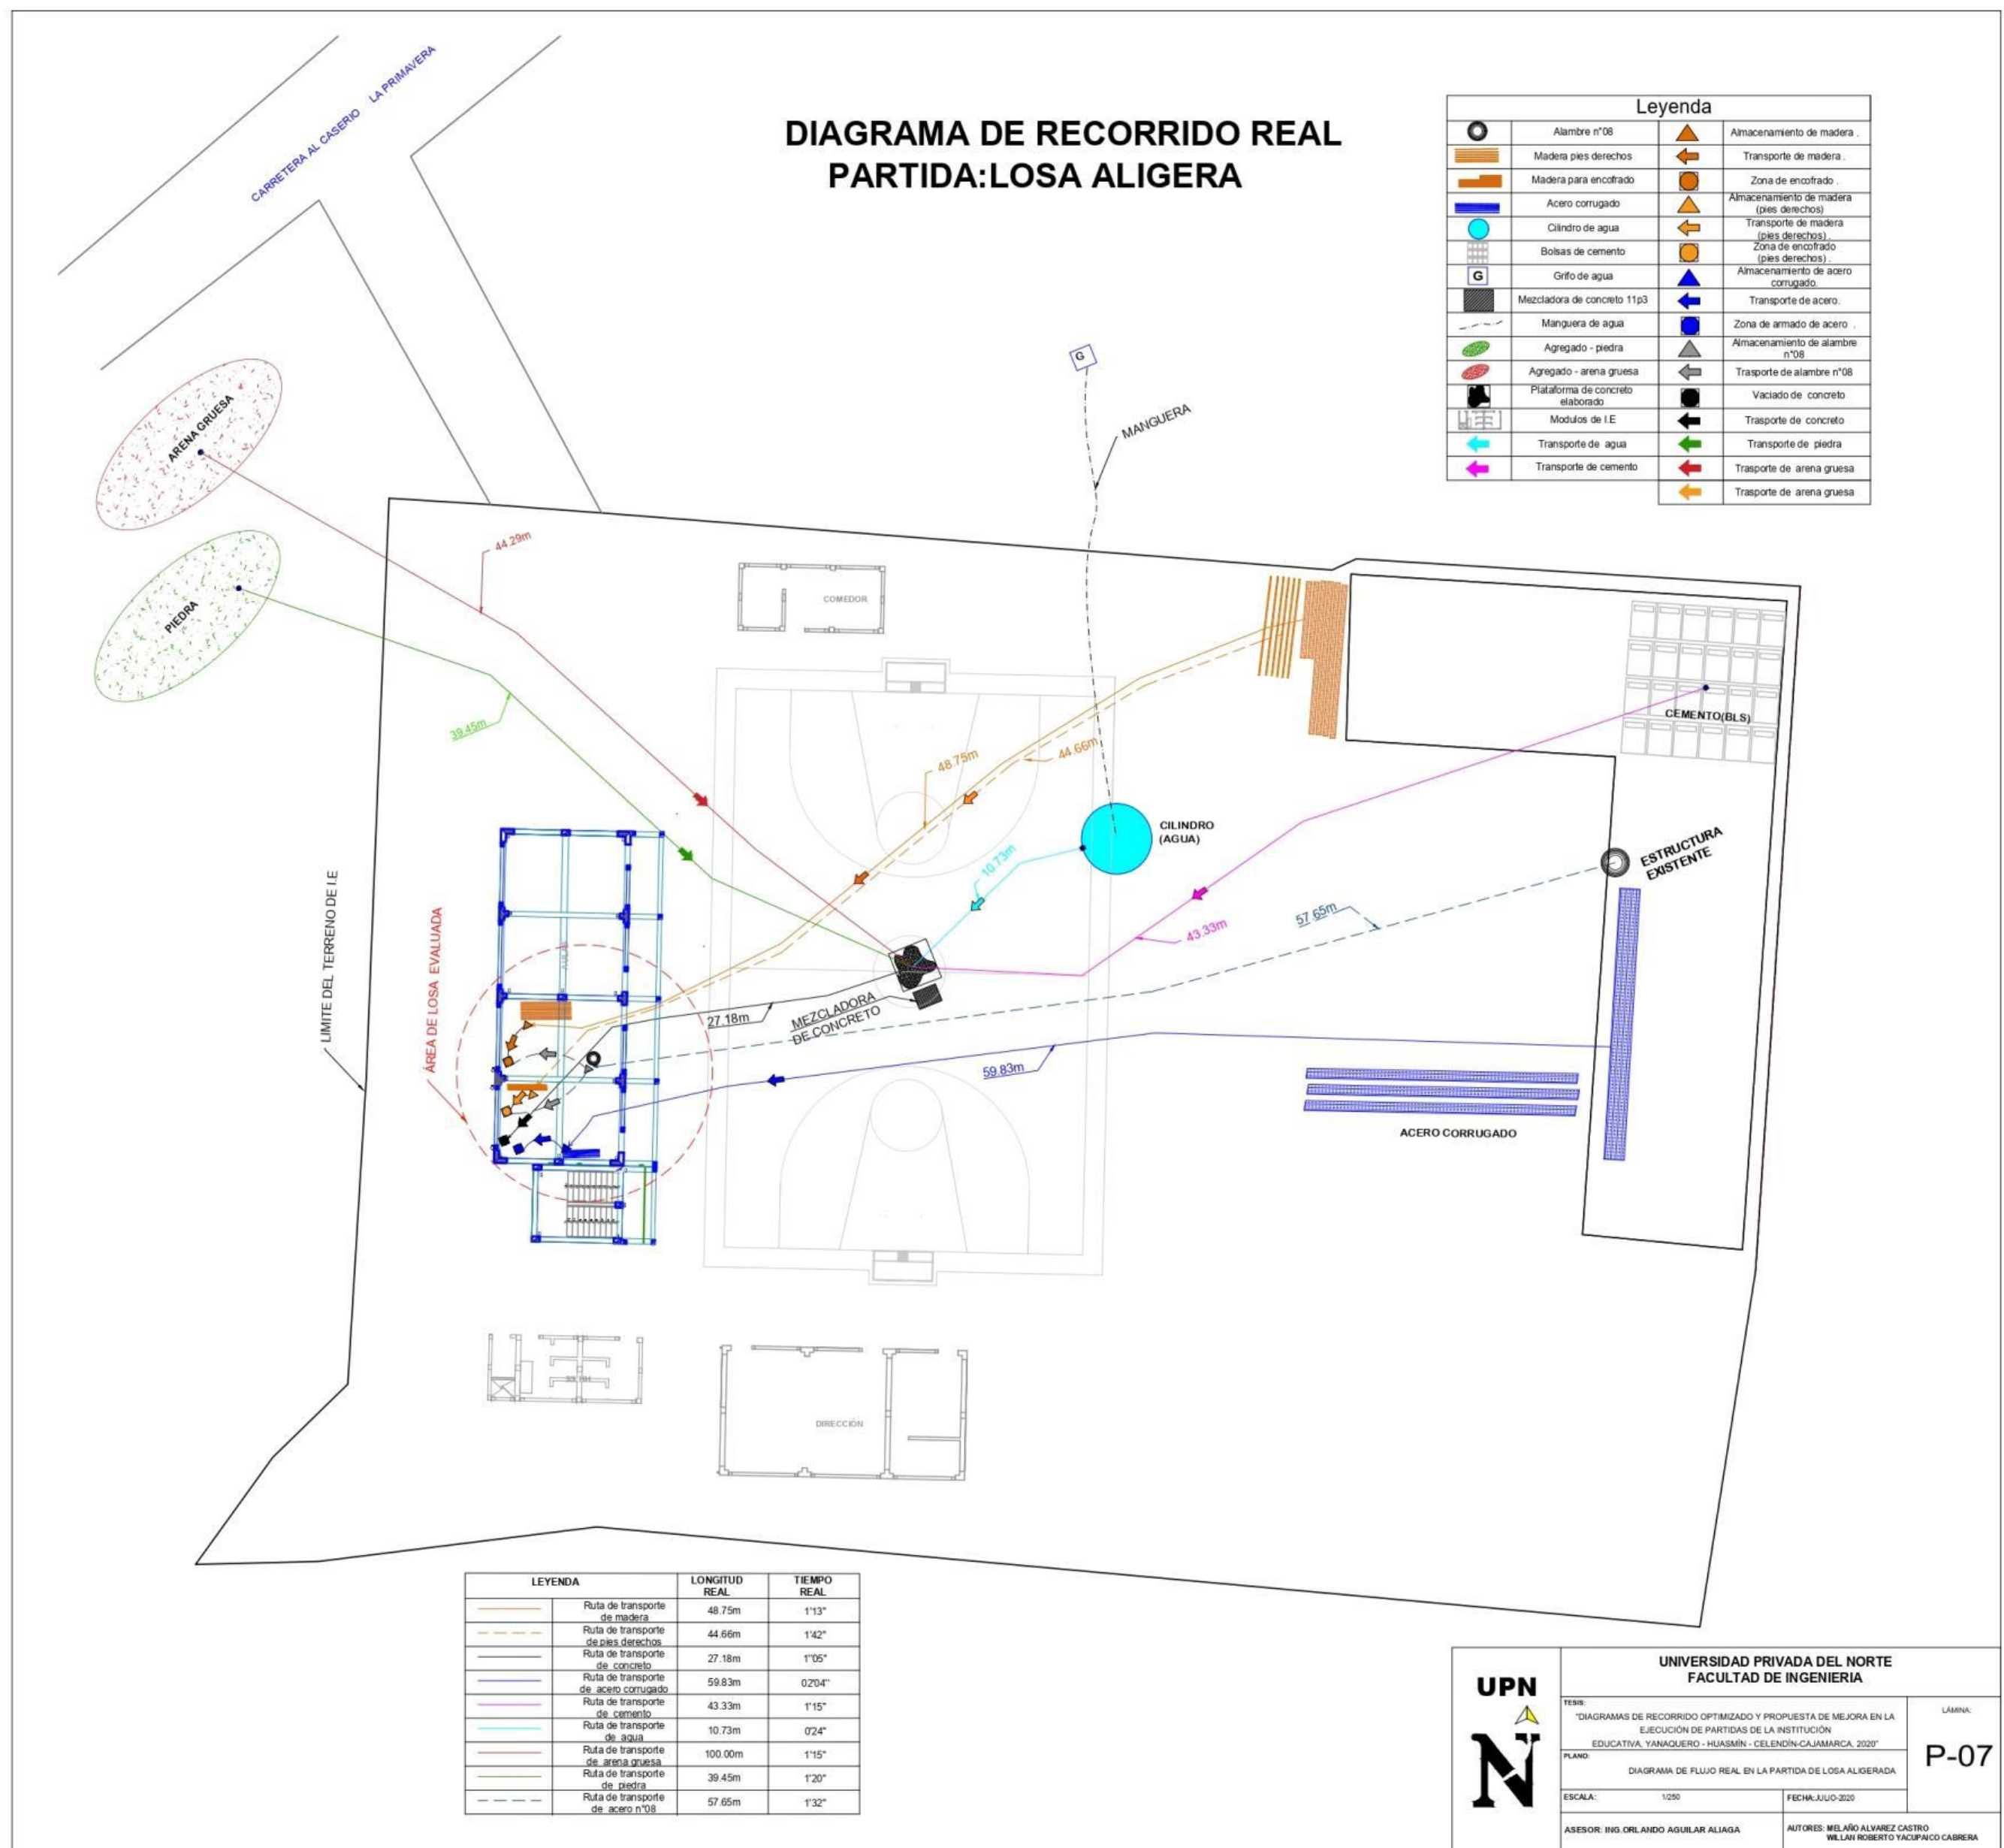 CARRETERA AL CASERIO LA PRIMAVERA
DIAGRAMA DE RECORRIDO REAL
PARTIDA:LOSA ALIGERA
Leyenda
Alambre n°08
Almacenamiento de madera .
Madera pies derechos
Transporte de madera .
Madera para encofrado
Zona de encofrado .
Acero corrugado
Almacenamiento de madera
(pies derechos)
Cilindro de agua
Transporte de madera
(pies derechos) .
Bolsas de cemento
Zona de encofrado
(pies derechos) .
G
Grifo de agua
Almacenamiento de acero
corrugado.
Mezcladora de concreto 11p3
Transporte de acero.
Manguera de agua
Zona de armado de acero .
Agregado - piedra
Almacenamiento de alambre
n°08
Agregado - arena gruesa
Trasporte de alambre n°08
Plataforma de concreto
elaborado
Vaciado de concreto
Modulos de I.E
Trasporte de concreto
Transporte de agua
Transporte de piedra
Transporte de cemento
Trasporte de arena gruesa
Trasporte de arena gruesa
G
MANGUERA
ARENA GRUESA
44.29m
PIEDRA
39.45m
COMEDOR
CEMENTO(BLS)
48.75m
44.66m
CILINDRO
(AGUA)
10.73m
ESTRUCTURA
EXISTENTE
57.65m
43.33m
LIMITE DEL TERRENO DE I.E
ÁREA DE LOSA EVALUADA
AULA
27.18m
MEZCLADORA
DE CONCRETO
59.83m
ACERO CORRUGADO
SS.HH
DIRECCIÓN
LEYENDA
LONGITUD
REAL
TIEMPO
REAL
Ruta de transporte
de madera
48.75m
1'13"
Ruta de transporte
de pies derechos
44.66m
1'42"
Ruta de transporte
de concreto
27.18m
1"05"
Ruta de transporte
de acero corrugado
59.83m
02'04"
Ruta de transporte
de cemento
43.33m
1'15"
Ruta de transporte
de agua
10.73m
0'24"
Ruta de transporte
de arena gruesa
100.00m
1'15"
Ruta de transporte
de piedra
39.45m
1'20"
Ruta de transporte
de acero n°08
57.65m
1'32"
UPN
N
UNIVERSIDAD PRIVADA DEL NORTE
FACULTAD DE INGENIERIA
TESIS:
"DIAGRAMAS DE RECORRIDO OPTIMIZADO Y PROPUESTA DE MEJORA EN LA
EJECUCIÓN DE PARTIDAS DE LA INSTITUCIÓN
EDUCATIVA, YANAQUERO - HUASMÍN - CELENDÍN-CAJAMARCA, 2020"
LÁMINA:
P-07
PLANO:
DIAGRAMA DE FLUJO REAL EN LA PARTIDA DE LOSA ALIGERADA
ESCALA: 1/250
FECHA:JULIO-2020
ASESOR: ING.ORLANDO AGUILAR ALIAGA
AUTORES: MELAÑO ALVAREZ CASTRO
WILLAN ROBERTO YACUPAICO CABRERA